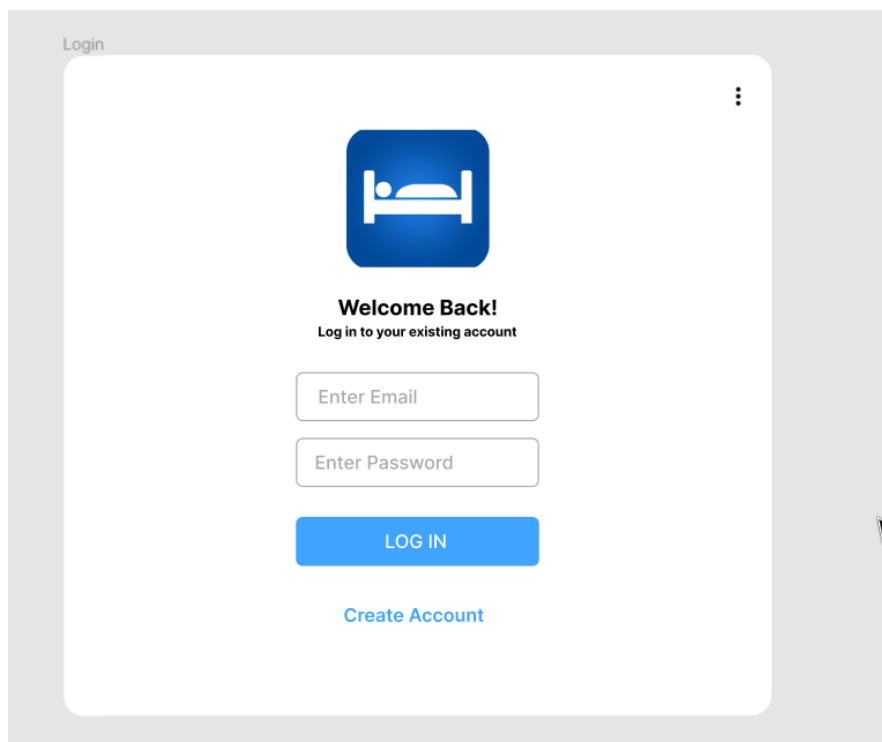 Login
Welcome Back!
Log in to your existing account
Enter Email
Enter Password
LOG IN
Create Account